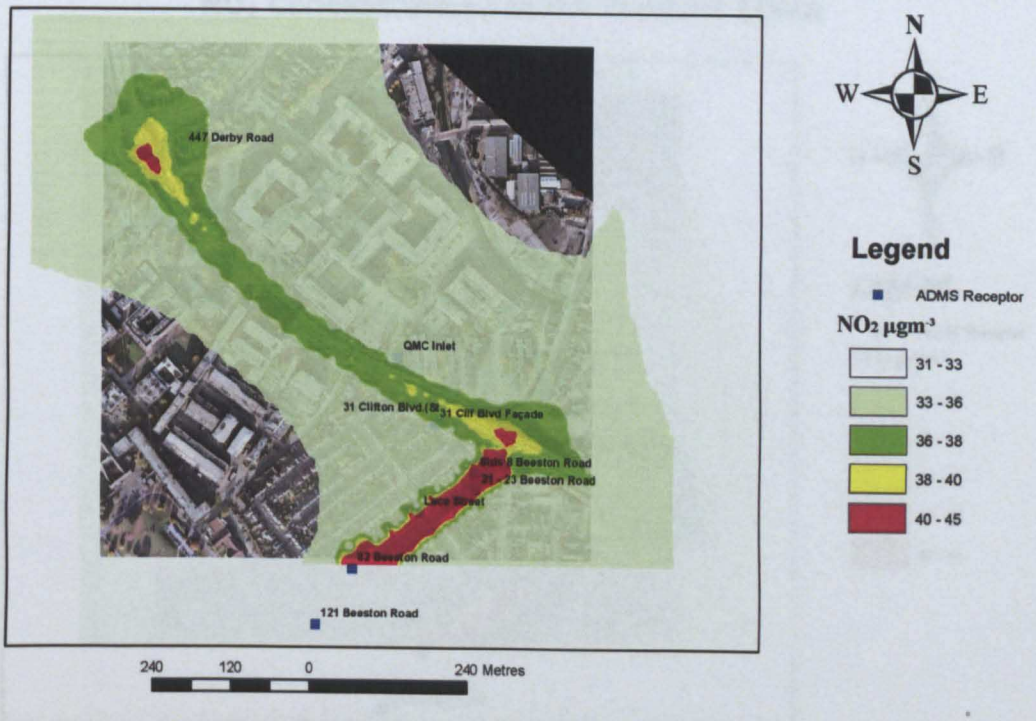 447 Derby Road
QMC Inlet
31 Clifton Blvd.(S
31 Clif Blvd Façade
8 Beeston Road
21 - 23 Beeston Road
Lace Street
82 Beeston Road
121 Beeston Road
240 120 0 240 Metres
N
W E
S
Legend
ADMS Receptor
NO₂ µgm⁻³
31 - 33
33 - 36
36 - 38
38 - 40
40 - 45